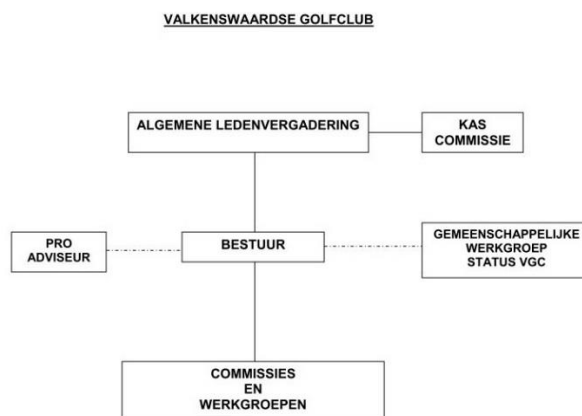 VALKENSWAARDSE GOLFCLUB
ALGEMENE LEDENVERGADERING
KAS
COMMISSIE
PRO
ADVISEUR
BESTUUR
GEMEENSCHAPPELIJKE
WERKGROEP
STATUS VGC
COMMISSIES
EN
WERKGROEPEN